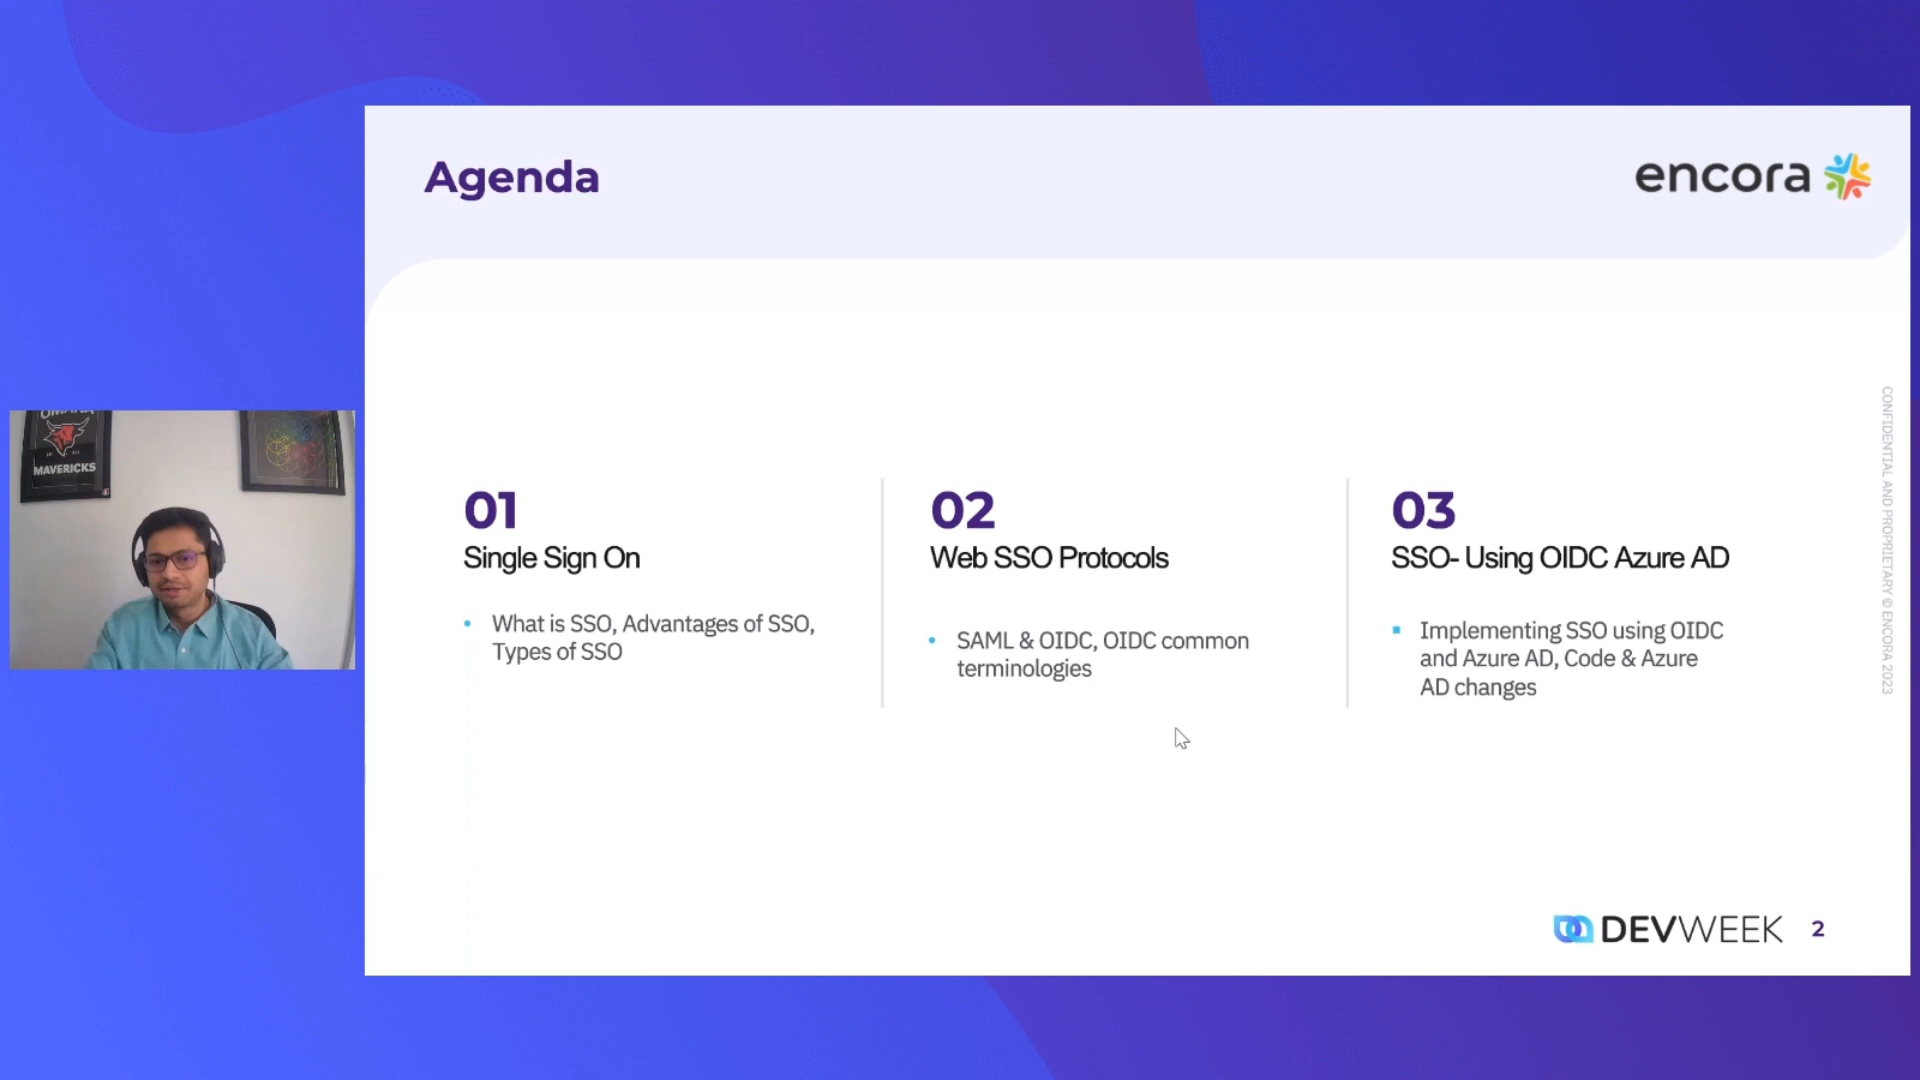 Agenda
encora
OMAHA
MAVERICKS
01
Single Sign On
• What is SSO, Advantages of SSO,
Types of SSO
02
Web SSO Protocols
• SAML & OIDC, OIDC common
terminologies
03
SSO- Using OIDC Azure AD
▪ Implementing SSO using OIDC
and Azure AD, Code & Azure
AD changes
CONFIDENTIAL AND PROPRIETARY © ENCORA 2023
DEVWEEK
2